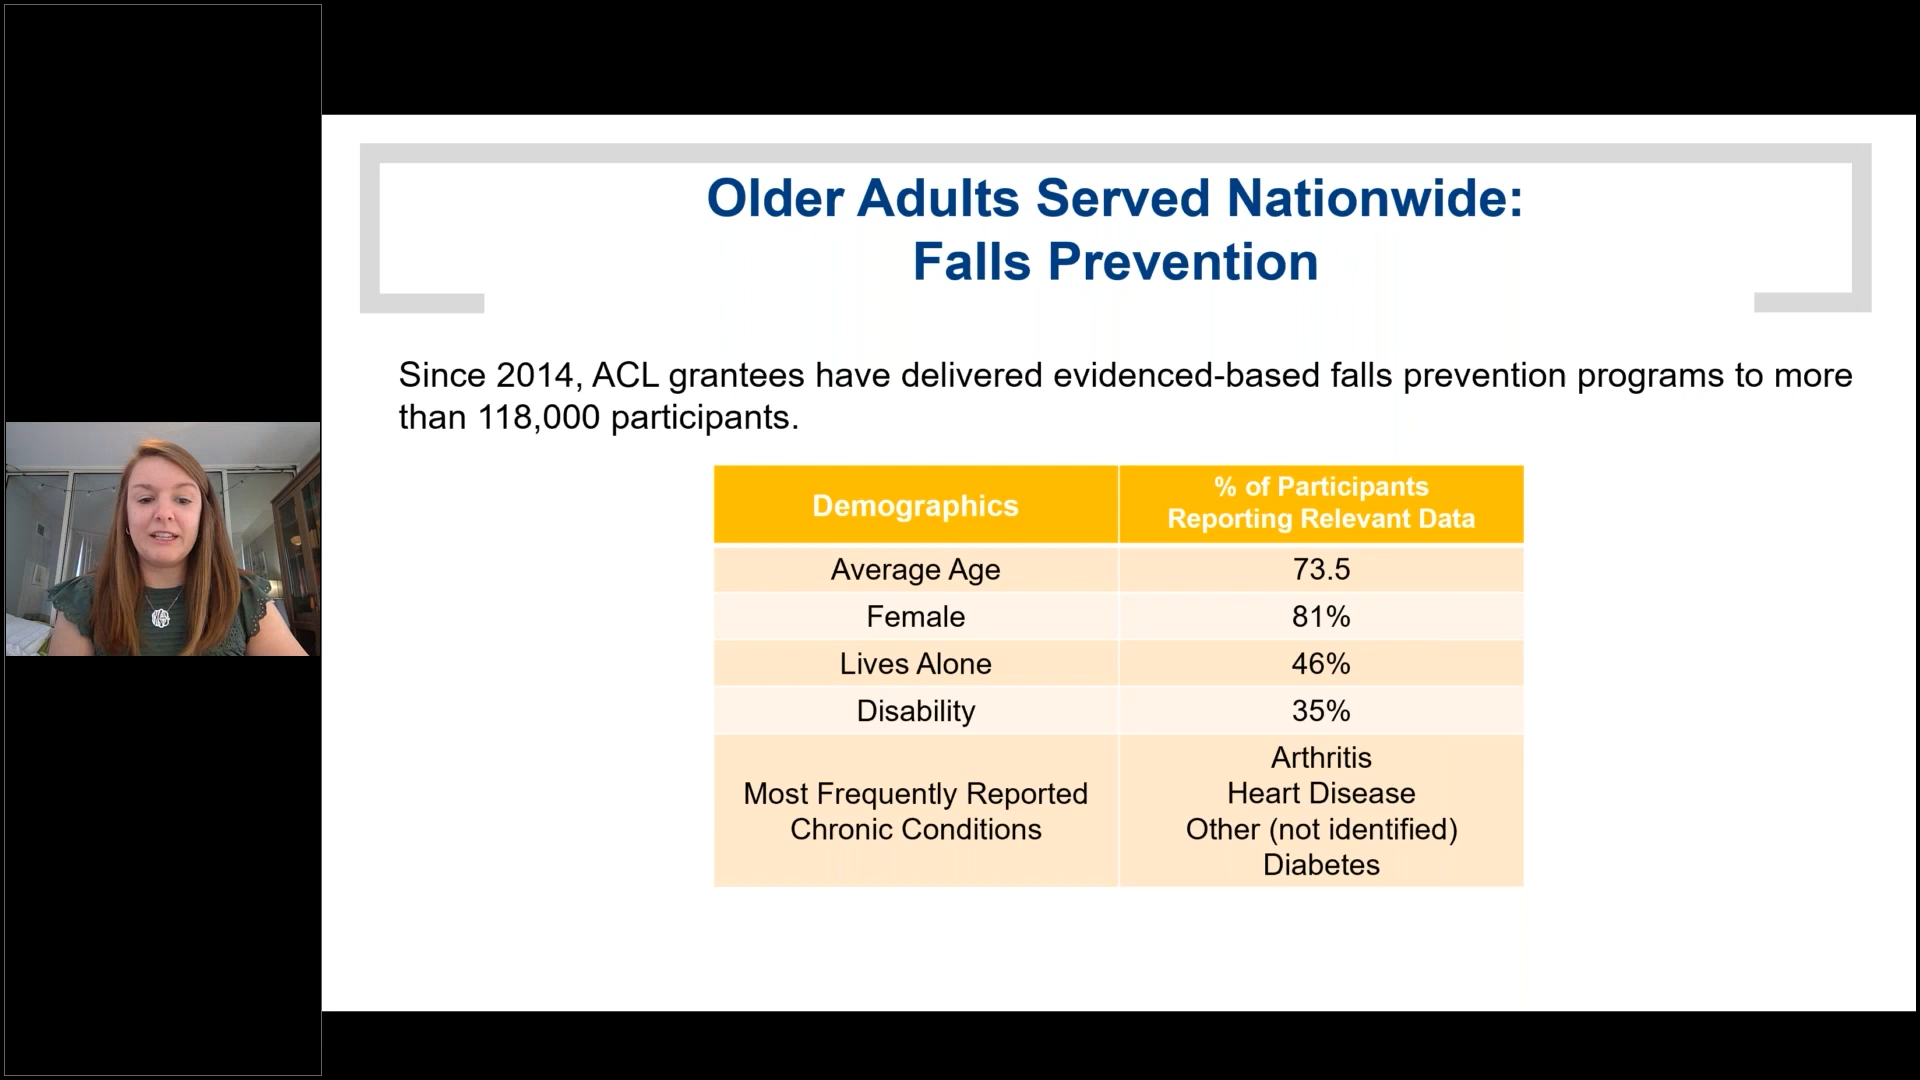 Older Adults Served Nationwide:
Falls Prevention
Since 2014, ACL grantees have delivered evidenced-based falls prevention programs to more
than 118,000 participants.
Demographics
% of Participants
Reporting Relevant Data
Average Age
73.5
Female
81%
Lives Alone
46%
Disability
35%
Most Frequently Reported
Chronic Conditions
Arthritis
Heart Disease
Other (not identified)
Diabetes